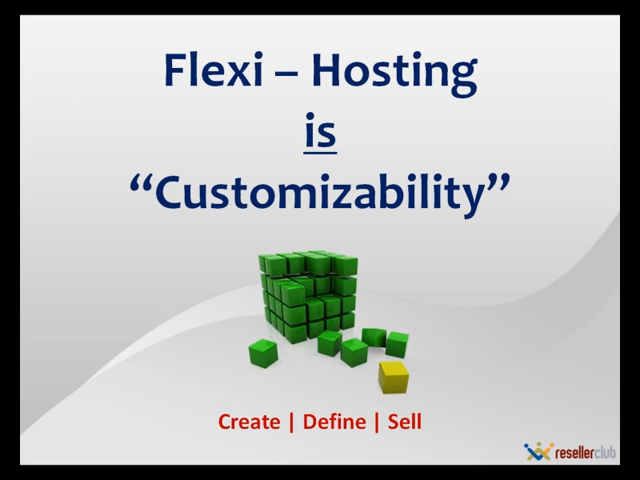 Flexi – Hosting
is
“Customizability”
Create | Define | Sell
resellerclub